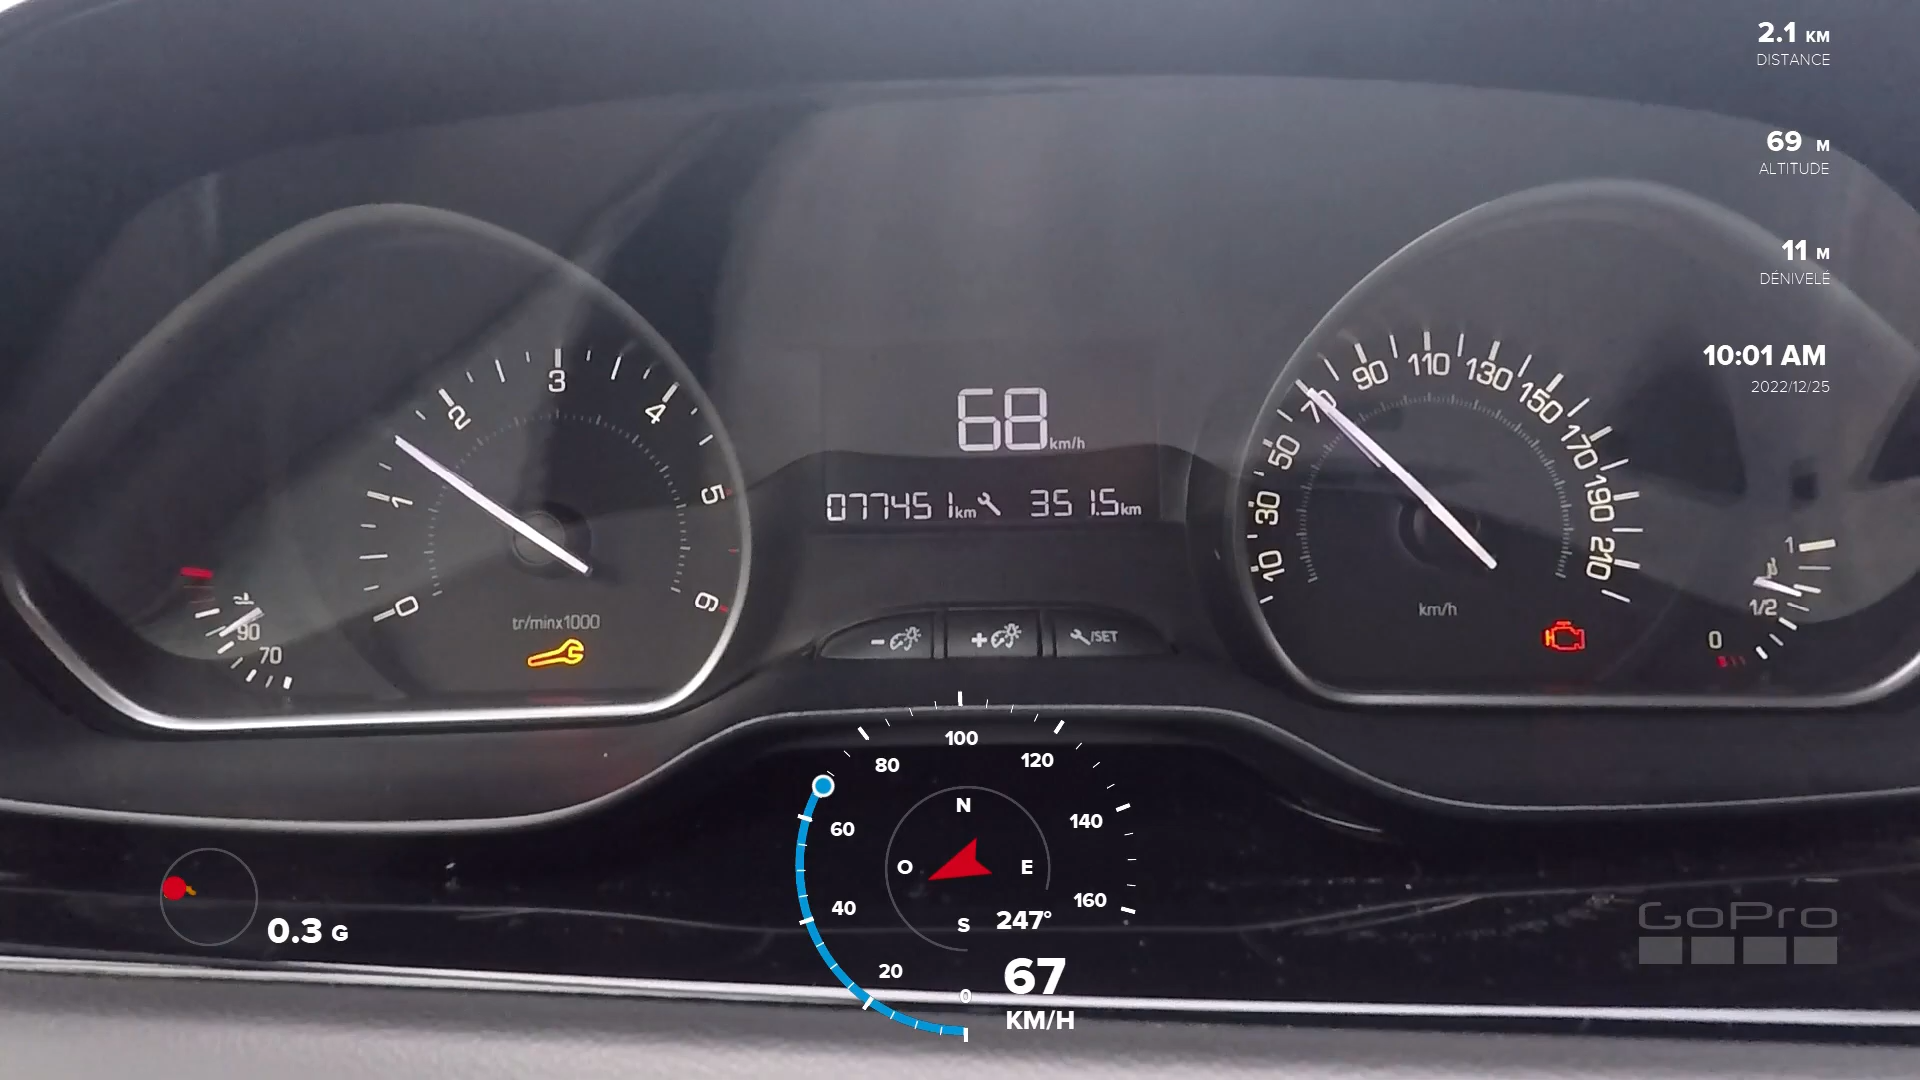 2.1 KM
DISTANCE
69 M
ALTITUDE
11 M
DÉNIVELÉ
10:01 AM
2022/12/25
0 1 2 3 4 5 6
tr/minx1000
90
70
68 km/h
077451km 351.5km
-
+
/SET
10 30 50 70 90 110 130 150 170 190 210
km/h
1
1/2
0
0 20 40 60 80 100 120 140 160
N
O E
S
247°
67
KM/H
0.3 G
GoPro